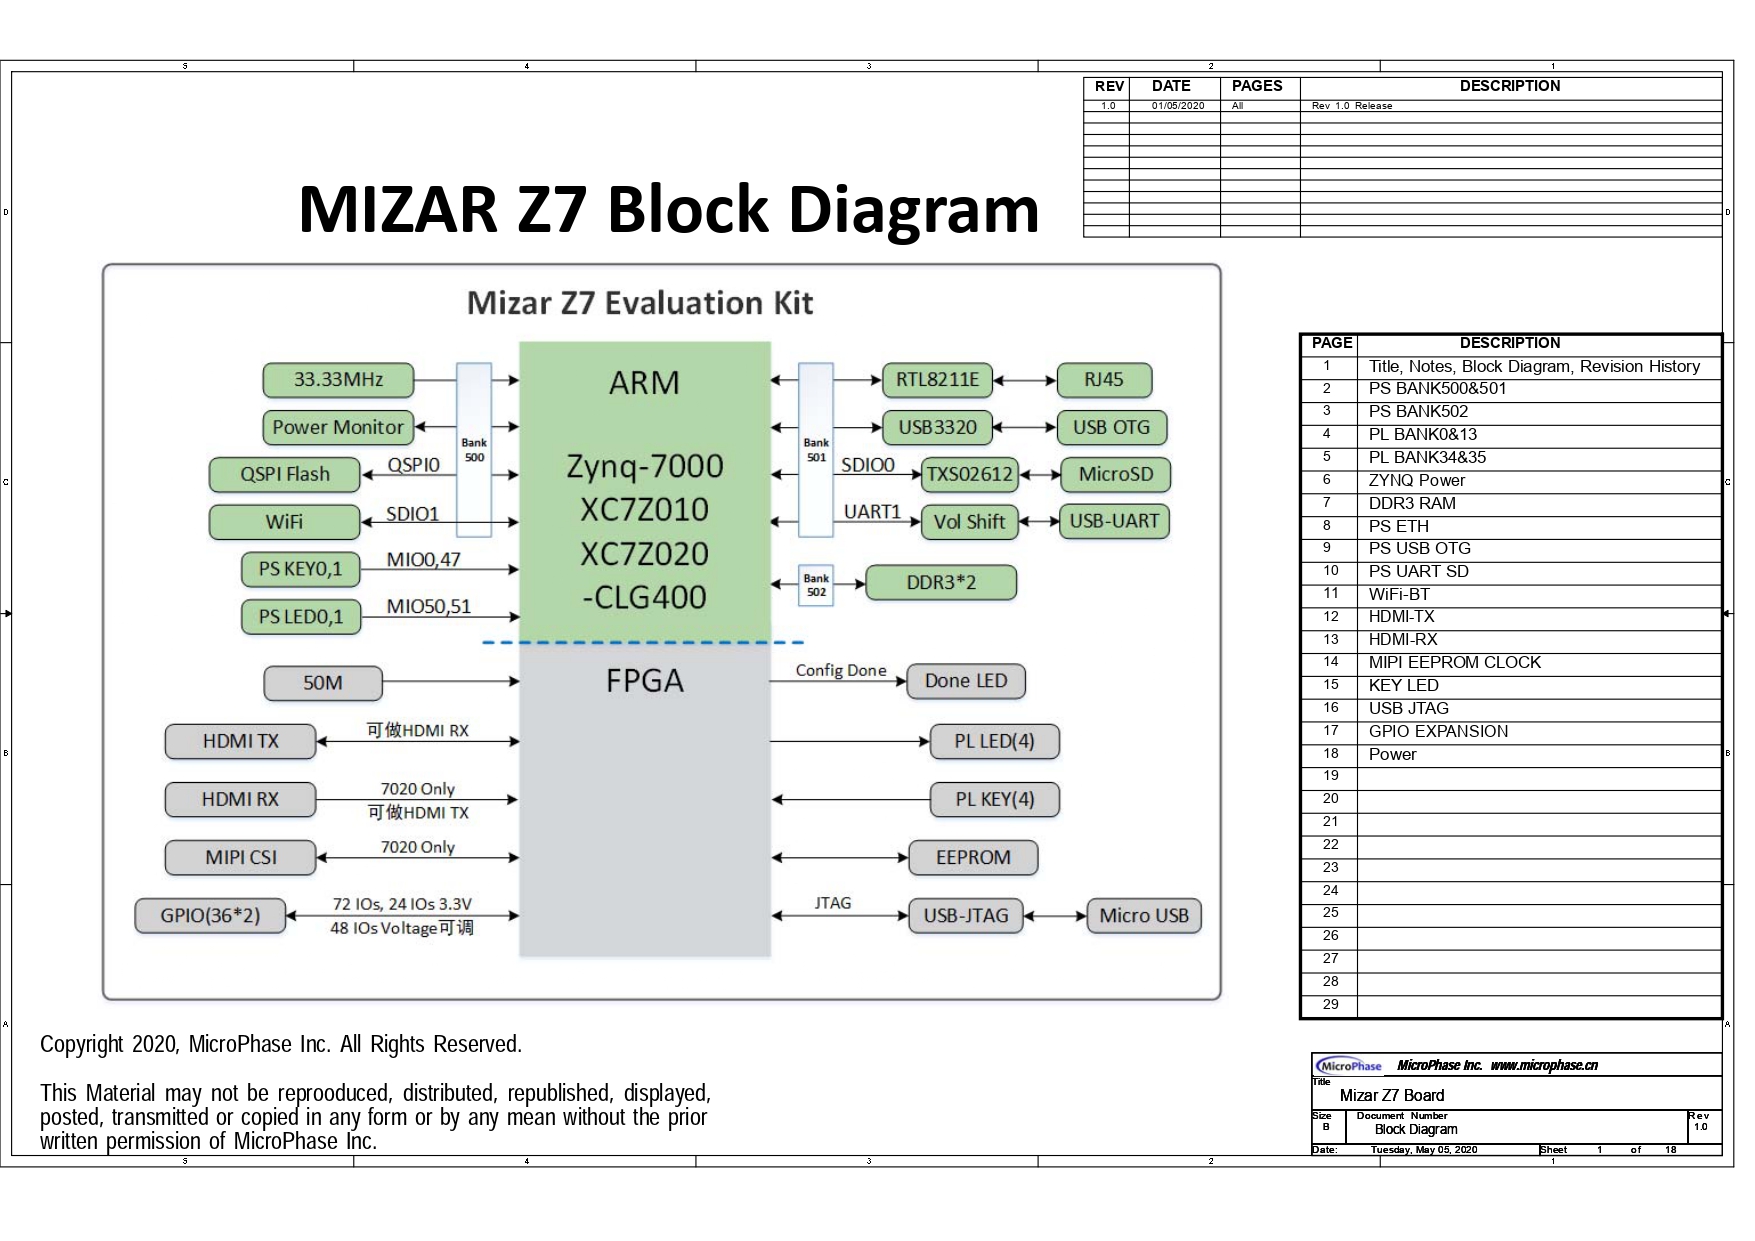 5 4 3 2 1
REV DATE PAGES DESCRIPTION
1.0 01/05/2020 All Rev 1.0 Release
D D
MIZAR Z7 Block Diagram
Mizar Z7 Evaluation Kit
33.33MHz
Power Monitor
QSPI Flash QSPI0
WiFi SDIO1
PS KEY0,1 MIO0,47
PS LED0,1 MIO50,51
Bank
500
ARM
Zynq-7000
XC7Z010
XC7Z020
-CLG400
Bank
501
RTL8211E RJ45
USB3320 USB OTG
SDIO0 TXS02612 MicroSD
UART1 Vol Shift USB-UART
Bank
502
DDR3*2
50M
HDMI TX 可做HDMI RX
HDMI RX 7020 Only
可做HDMI TX
MIPI CSI 7020 Only
GPIO(36*2) 72 IOs, 24 IOs 3.3V
48 IOs Voltage可调
FPGA
Config Done Done LED
PL LED(4)
PL KEY(4)
EEPROM
JTAG USB-JTAG Micro USB
PAGE DESCRIPTION
1 Title, Notes, Block Diagram, Revision History
2 PS BANK500&501
3 PS BANK502
4 PL BANK0&13
5 PL BANK34&35
6 ZYNQ Power
7 DDR3 RAM
8 PS ETH
9 PS USB OTG
10 PS UART SD
11 WiFi-BT
12 HDMI-TX
13 HDMI-RX
14 MIPI EEPROM CLOCK
15 KEY LED
16 USB JTAG
17 GPIO EXPANSION
18 Power
19
20
21
22
23
24
25
26
27
28
29
C C
B B
A A
Copyright 2020, MicroPhase Inc. All Rights Reserved.
This Material may not be reprooduced, distributed, republished, displayed,
posted, transmitted or copied in any form or by any mean without the prior
written permission of MicroPhase Inc.
MicroPhase MicroPhase Inc. www.microphase.cn
Title
Mizar Z7 Board
Size Document Number Rev
B Block Diagram 1.0
Date: Tuesday, May 05, 2020 Sheet 1 of 18
5 4 3 2 1